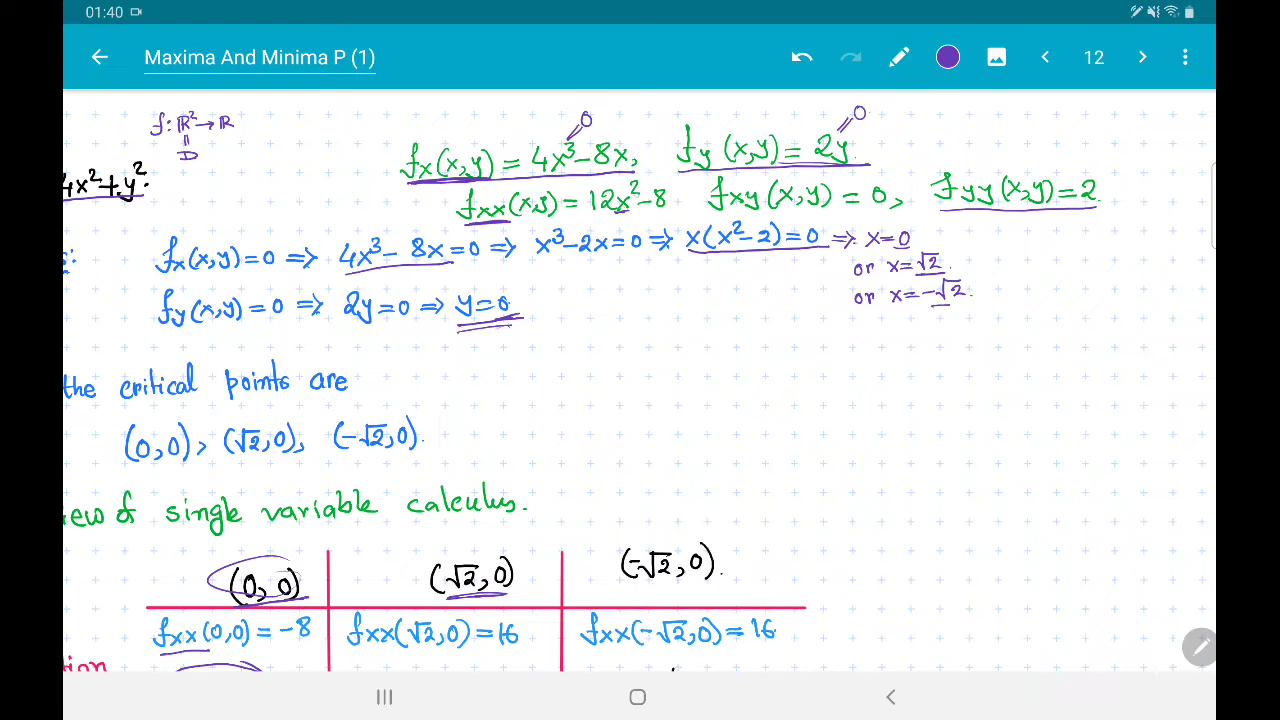 01:40
Maxima And Minima P (1)
12
f: ℝ² → ℝ
=
D
4x² + y².
0
fx(x,y) = 4x³ - 8x,
0
fy(x,y) = 2y
fxx(x,y) = 12x² - 8 fxy(x,y) = 0, fyy(x,y) = 2.
fx(x,y) = 0 ⇒ 4x³ - 8x = 0 ⇒ x³ - 2x = 0 ⇒ x(x² - 2) = 0 ⇒ x = 0
or x = √2.
or x = -√2.
fy(x,y) = 0 ⇒ 2y = 0 ⇒ y = 0
the critical points are
(0,0), (√2,0), (-√2,0).
iew of single variable calculus.
(0,0) (√2,0) (-√2,0).
fxx(0,0) = -8 fxx(√2,0) = 16 fxx(-√2,0) = 16